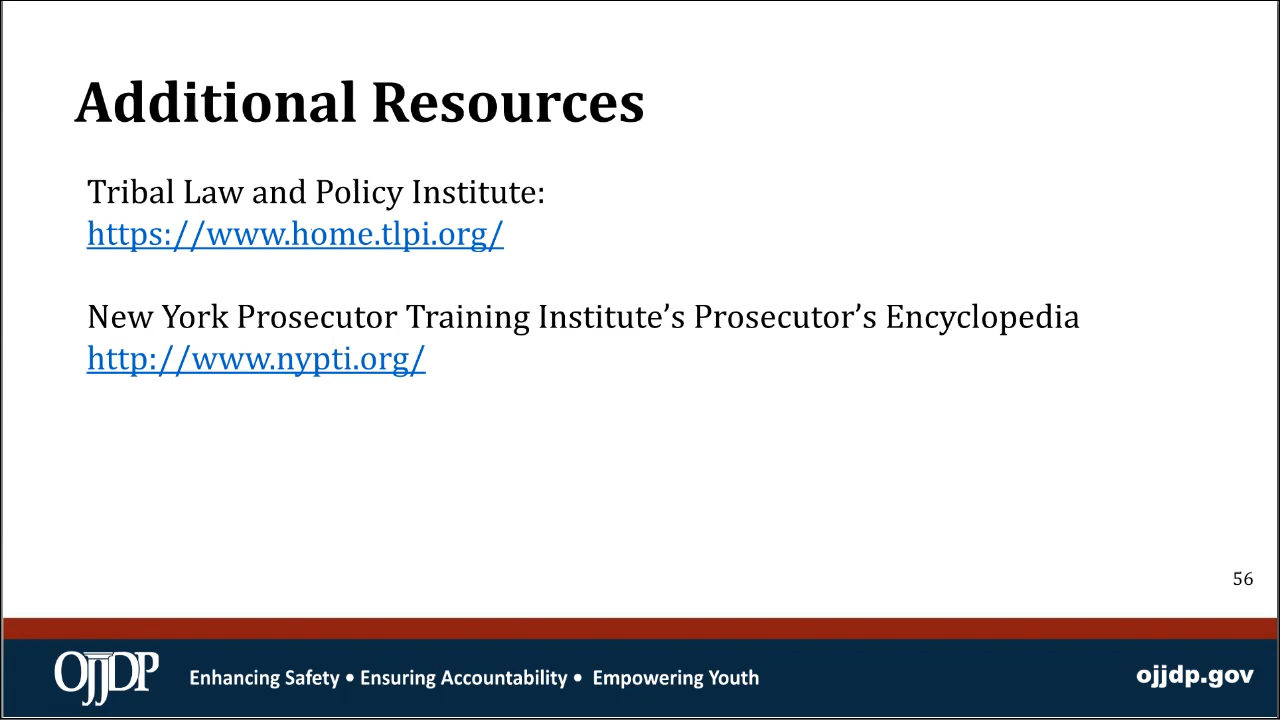 Additional Resources
Tribal Law and Policy Institute:
https://www.home.tlpi.org/
New York Prosecutor Training Institute’s Prosecutor’s Encyclopedia
http://www.nypti.org/
56
OJJDP
Enhancing Safety • Ensuring Accountability • Empowering Youth
ojjdp.gov